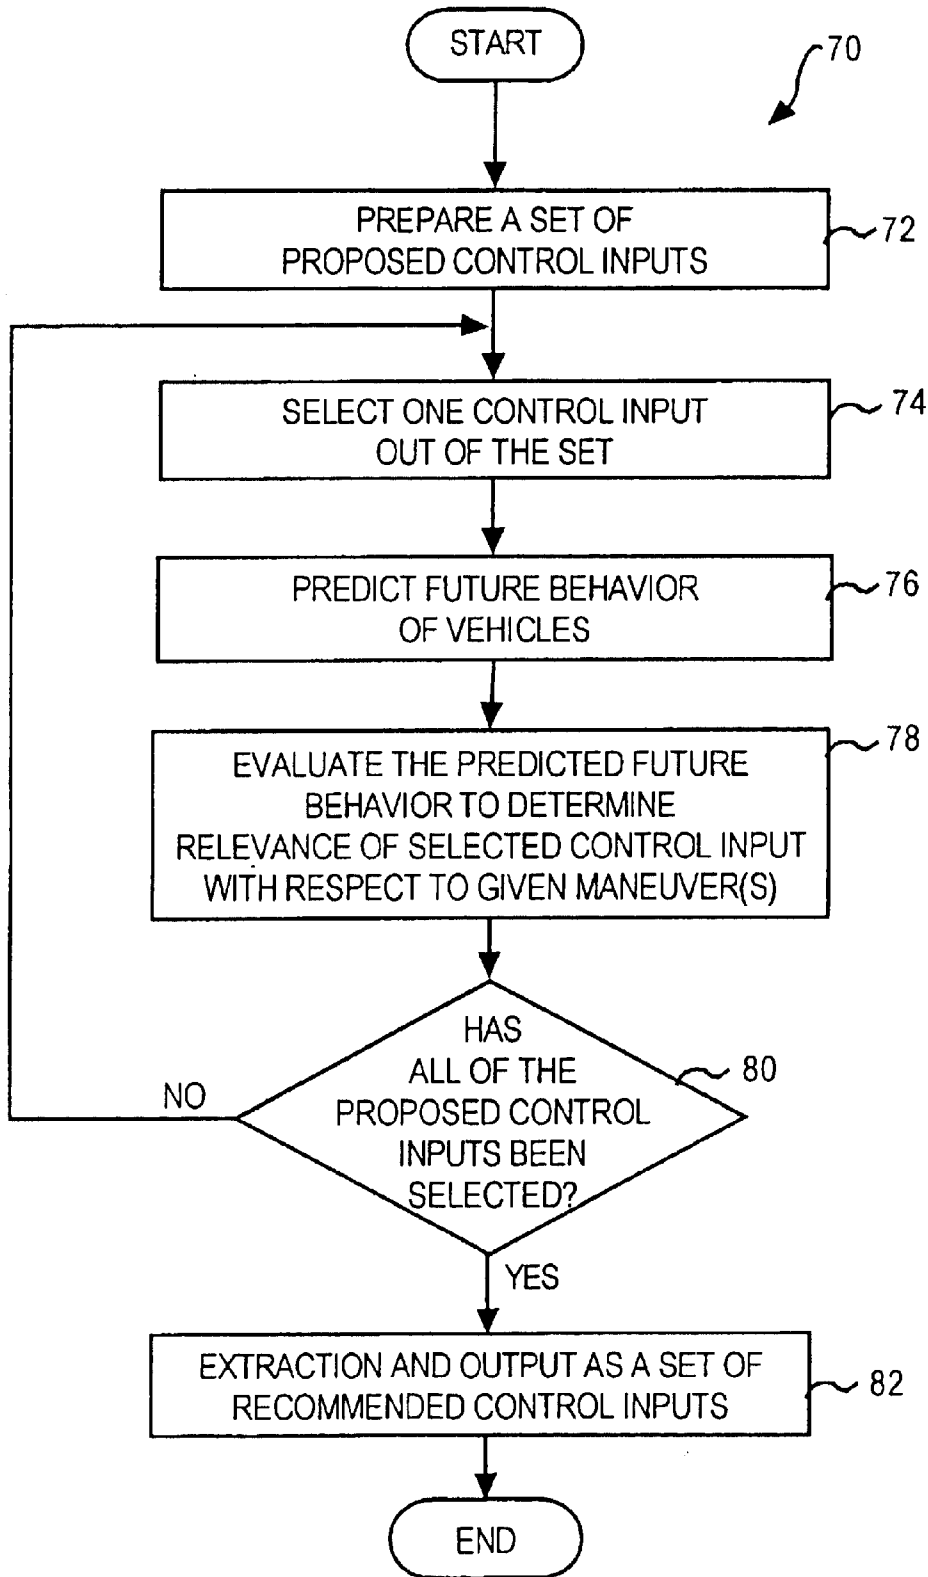 START
70
PREPARE A SET OF
PROPOSED CONTROL INPUTS
72
SELECT ONE CONTROL INPUT
OUT OF THE SET
74
PREDICT FUTURE BEHAVIOR
OF VEHICLES
76
EVALUATE THE PREDICTED FUTURE
BEHAVIOR TO DETERMINE
RELEVANCE OF SELECTED CONTROL INPUT
WITH RESPECT TO GIVEN MANEUVER(S)
78
HAS
ALL OF THE
PROPOSED CONTROL
INPUTS BEEN
SELECTED?
80
NO
YES
EXTRACTION AND OUTPUT AS A SET OF
RECOMMENDED CONTROL INPUTS
82
END